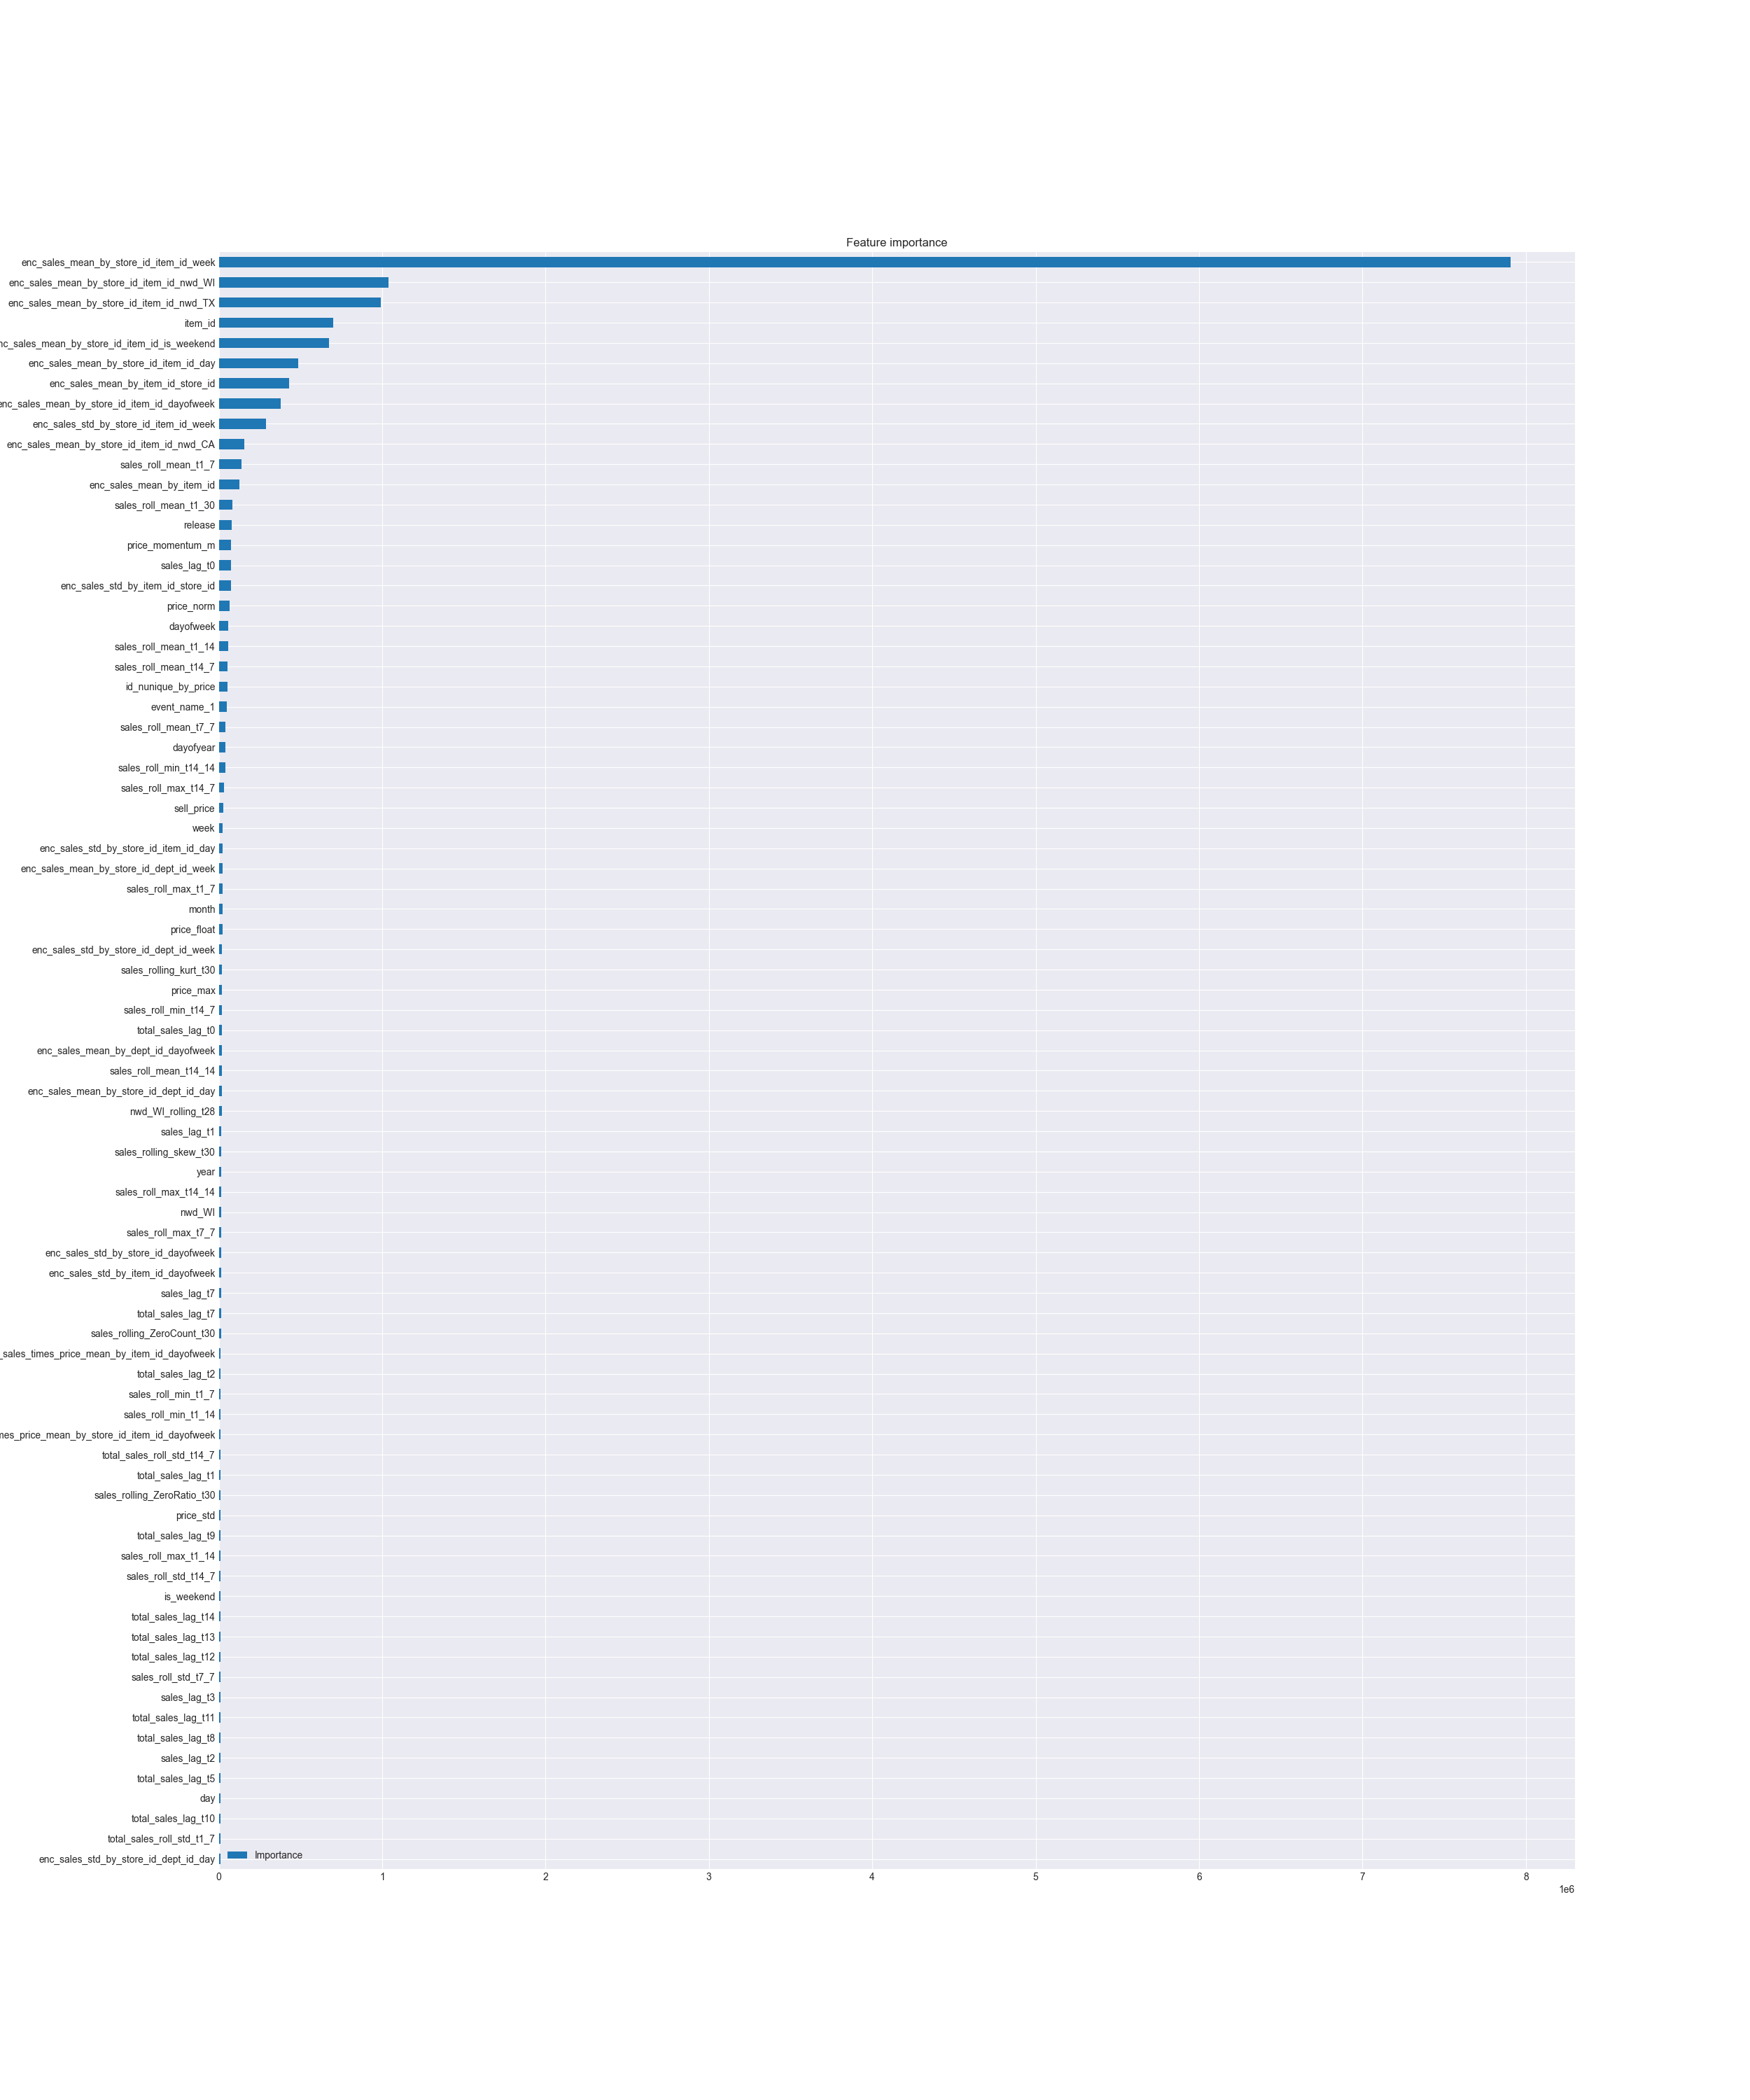 Feature importance
enc_sales_mean_by_store_id_item_id_week
enc_sales_mean_by_store_id_item_id_nwd_WI
enc_sales_mean_by_store_id_item_id_nwd_TX
item_id
nc_sales_mean_by_store_id_item_id_is_weekend
enc_sales_mean_by_store_id_item_id_day
enc_sales_mean_by_item_id_store_id
enc_sales_mean_by_store_id_item_id_dayofweek
enc_sales_std_by_store_id_item_id_week
enc_sales_mean_by_store_id_item_id_nwd_CA
sales_roll_mean_t1_7
enc_sales_mean_by_item_id
sales_roll_mean_t1_30
release
price_momentum_m
sales_lag_t0
enc_sales_std_by_item_id_store_id
price_norm
dayofweek
sales_roll_mean_t1_14
sales_roll_mean_t14_7
id_nunique_by_price
event_name_1
sales_roll_mean_t7_7
dayofyear
sales_roll_min_t14_14
sales_roll_max_t14_7
sell_price
week
enc_sales_std_by_store_id_item_id_day
enc_sales_mean_by_store_id_dept_id_week
sales_roll_max_t1_7
month
price_float
enc_sales_std_by_store_id_dept_id_week
sales_rolling_kurt_t30
price_max
sales_roll_min_t14_7
total_sales_lag_t0
enc_sales_mean_by_dept_id_dayofweek
sales_roll_mean_t14_14
enc_sales_mean_by_store_id_dept_id_day
nwd_WI_rolling_t28
sales_lag_t1
sales_rolling_skew_t30
year
sales_roll_max_t14_14
nwd_WI
sales_roll_max_t7_7
enc_sales_std_by_store_id_dayofweek
enc_sales_std_by_item_id_dayofweek
sales_lag_t7
total_sales_lag_t7
sales_rolling_ZeroCount_t30
_sales_times_price_mean_by_item_id_dayofweek
total_sales_lag_t2
sales_roll_min_t1_7
sales_roll_min_t1_14
mes_price_mean_by_store_id_item_id_dayofweek
total_sales_roll_std_t14_7
total_sales_lag_t1
sales_rolling_ZeroRatio_t30
price_std
total_sales_lag_t9
sales_roll_max_t1_14
sales_roll_std_t14_7
is_weekend
total_sales_lag_t14
total_sales_lag_t13
total_sales_lag_t12
sales_roll_std_t7_7
sales_lag_t3
total_sales_lag_t11
total_sales_lag_t8
sales_lag_t2
total_sales_lag_t5
day
total_sales_lag_t10
total_sales_roll_std_t1_7
enc_sales_std_by_store_id_dept_id_day
Importance
0 1 2 3 4 5 6 7 8
1e6